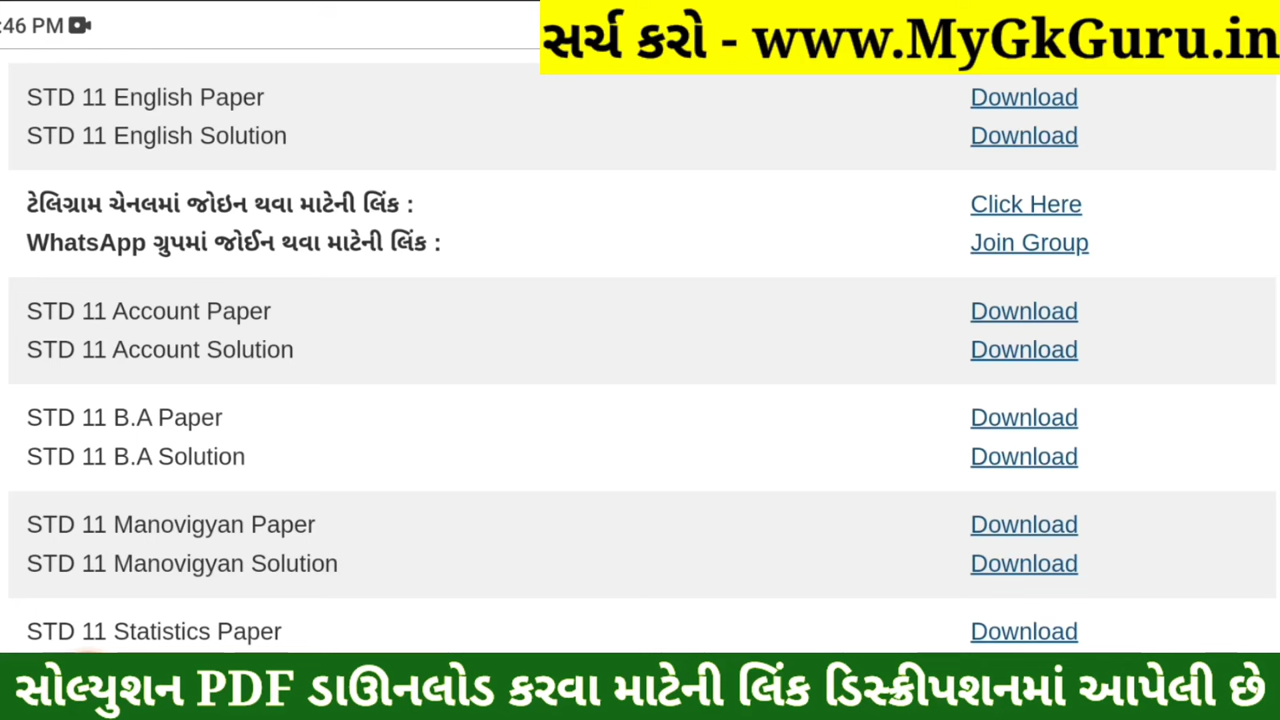 :46 PM
સર્ચ કરો - www.MyGkGuru.in
STD 11 English Paper Download
STD 11 English Solution Download
ટેલિગ્રામ ચેનલમાં જોઇન થવા માટેની લિંક : Click Here
WhatsApp ગ્રુપમાં જોઈન થવા માટેની લિંક : Join Group
STD 11 Account Paper Download
STD 11 Account Solution Download
STD 11 B.A Paper Download
STD 11 B.A Solution Download
STD 11 Manovigyan Paper Download
STD 11 Manovigyan Solution Download
STD 11 Statistics Paper Download
સોલ્યુશન PDF ડાઊનલોડ કરવા માટેની લિંક ડિસ્ક્રીપશનમાં આપેલી છે